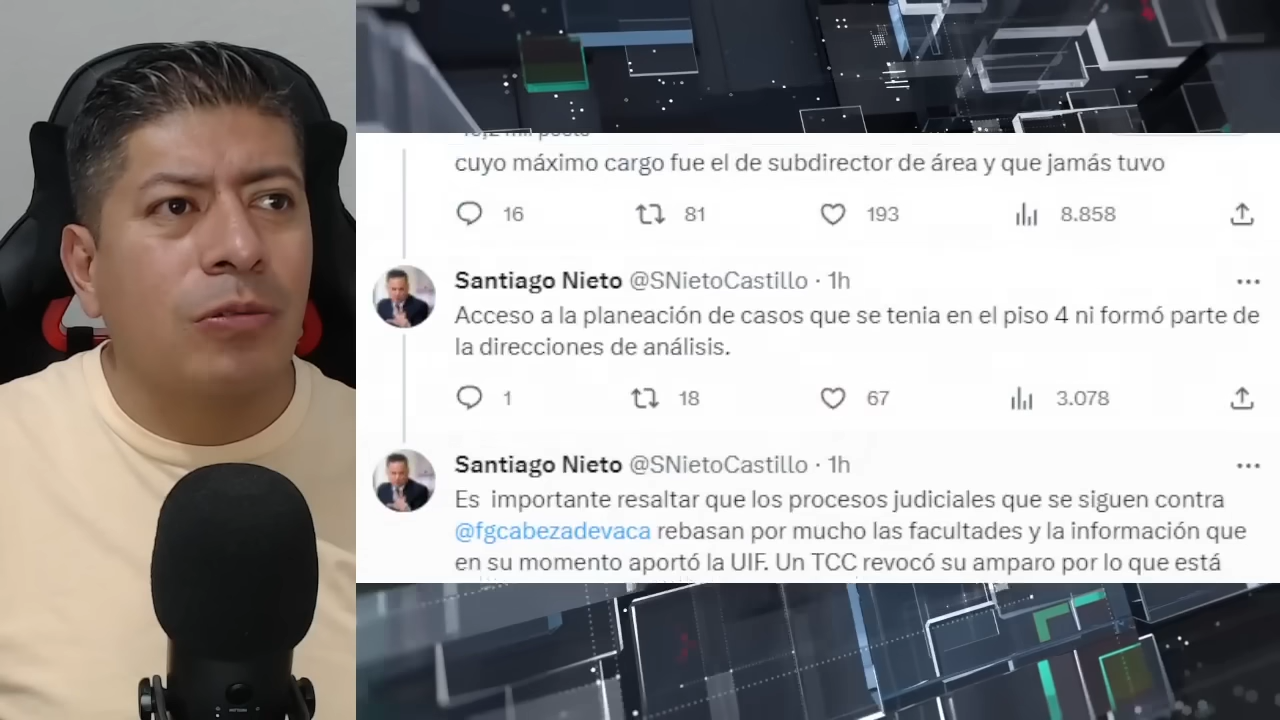 cuyo máximo cargo fue el de subdirector de área y que jamás tuvo
16 81 193 8.858
Santiago Nieto @SNietoCastillo · 1h
Acceso a la planeación de casos que se tenia en el piso 4 ni formó parte de
la direcciones de análisis.
1 18 67 3.078
Santiago Nieto @SNietoCastillo · 1h
Es importante resaltar que los procesos judiciales que se siguen contra
@fgcabezadevaca rebasan por mucho las facultades y la información que
en su momento aportó la UIF. Un TCC revocó su amparo por lo que está